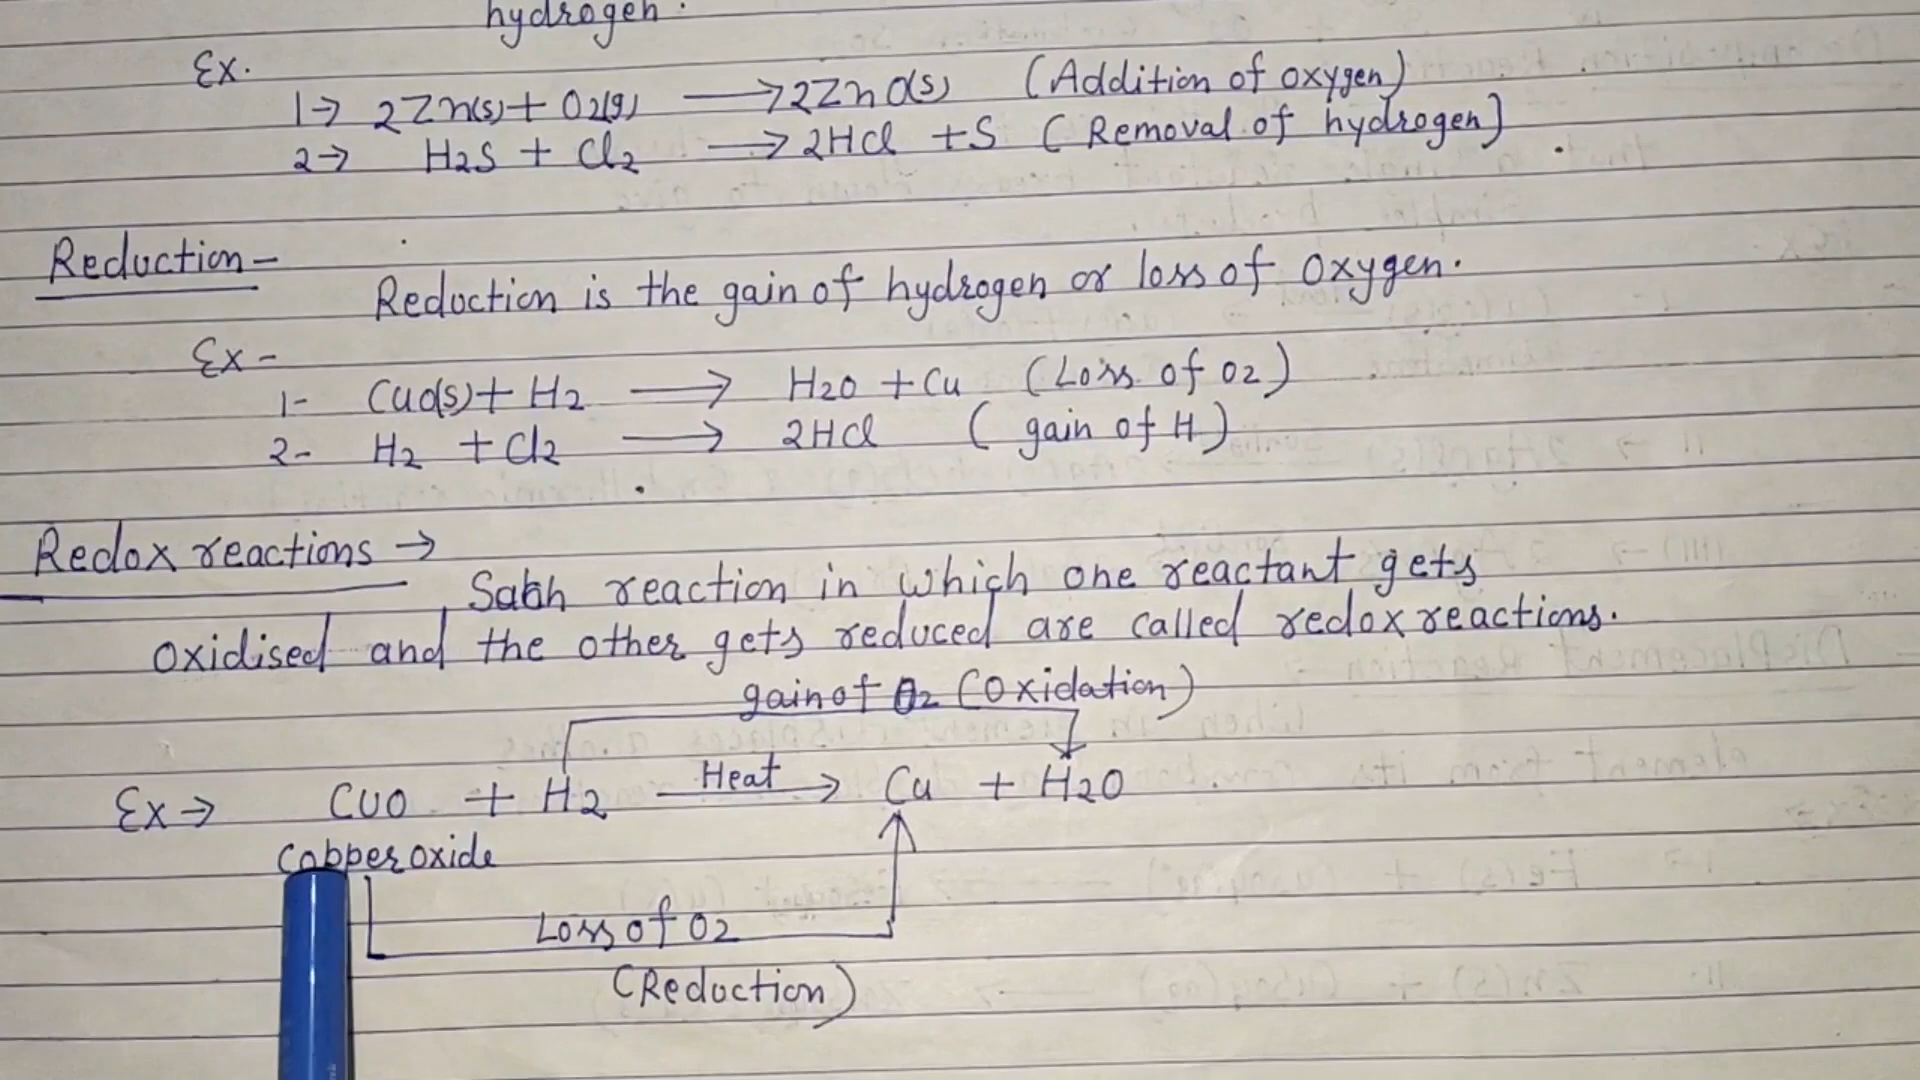 hydrogen.
Ex.
1→ 2Zn(s) + O2(g) → 2ZnO(s) (Addition of oxygen)
2→ H2S + Cl2 → 2HCl + S (Removal of hydrogen)
Reduction-
Reduction is the gain of hydrogen or loss of oxygen.
Ex-
1- CuO(s) + H2 → H2O + Cu (Loss of O2)
2- H2 + Cl2 → 2HCl (gain of H)
Redox reactions →
reaction in which one reactant gets
oxidised and the other gets reduced are called redox reactions.
gain of O2 (Oxidation)
Ex→ CUO + H2 Heat → Cu + H2O
Copper oxide
Loss of O2
(Reduction)